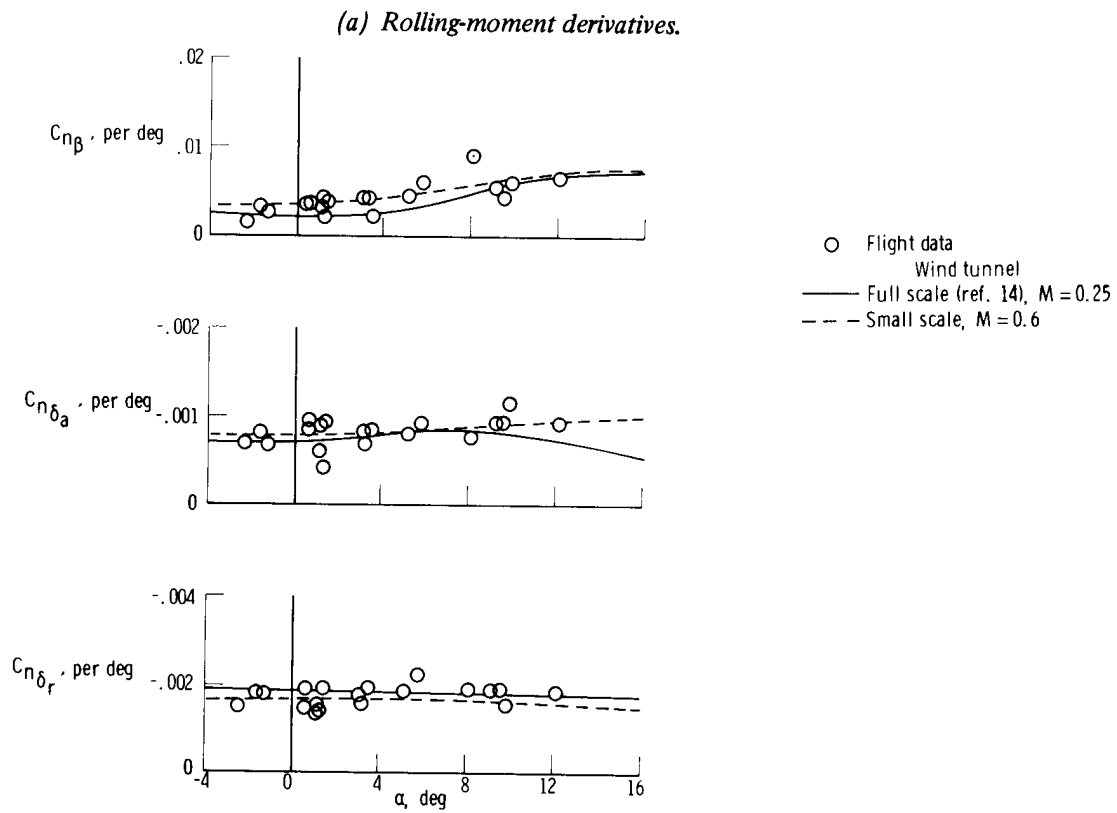 (a) Rolling-moment derivatives.
.02
Cnβ, per deg
.01
0
Flight data
Wind tunnel
Full scale (ref. 14), M = 0.25
Small scale, M = 0.6
-.002
Cnδa, per deg
-.001
0
-.004
Cnδr, per deg
-.002
0
-4 0 4 8 12 16
α, deg